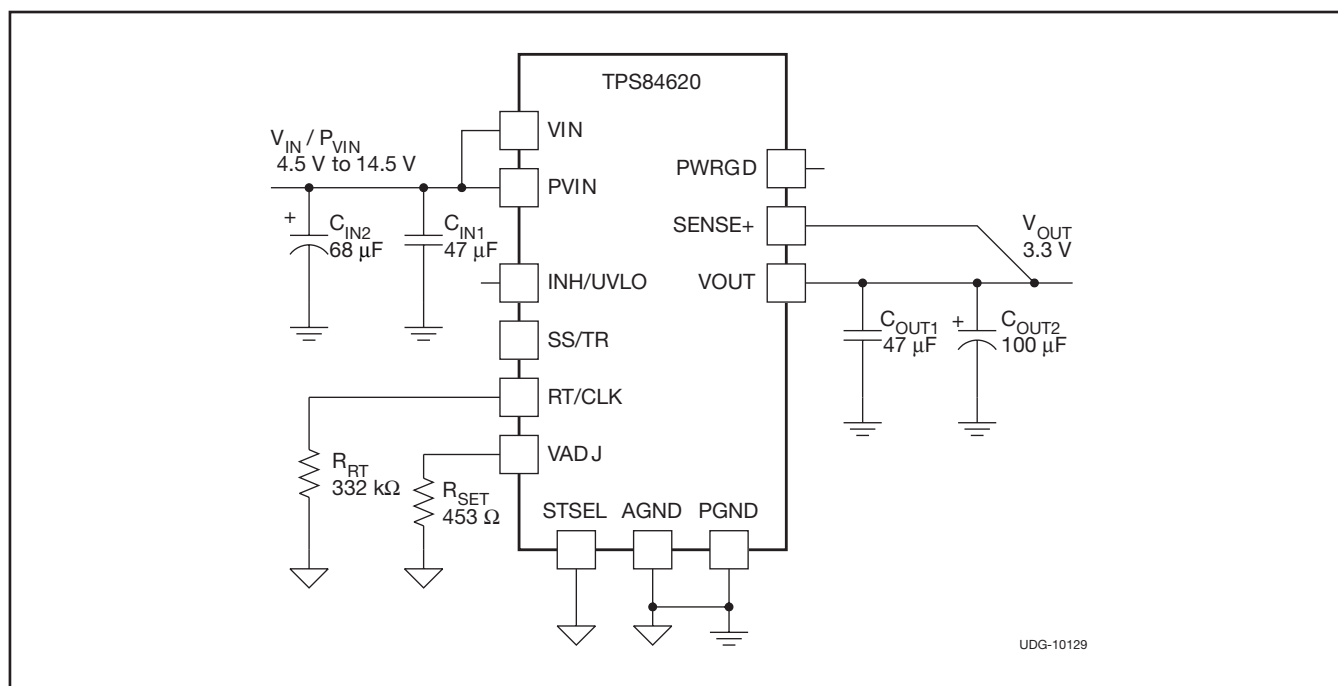 TPS84620
VIN
V_IN / P_VIN
4.5 V to 14.5 V
PWRGD
PVIN
SENSE+
+
C_IN2
68 µF
C_IN1
47 µF
V_OUT
3.3 V
INH/UVLO
VOUT
SS/TR
C_OUT1
47 µF
+
C_OUT2
100 µF
RT/CLK
VADJ
R_RT
332 kΩ
R_SET
453 Ω
STSEL
AGND
PGND
UDG-10129